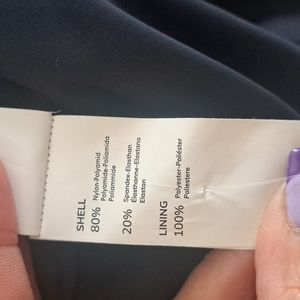 SHELL
80% Nylon-Polyamid
Polyamide-Poliamida
Poliammide
20% Spandex-Elasthan
Élasthanne-Elastano
Elastan
LINING
100% Polyester-Poliéster
Poliestere